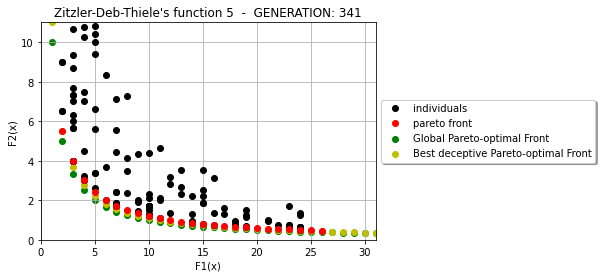 Zitzler-Deb-Thiele's function 5 - GENERATION: 341
10
8
6
4
2
0
F2(x)
0
5
10
15
20
25
30
F1(x)
individuals
pareto front
Global Pareto-optimal Front
Best deceptive Pareto-optimal Front